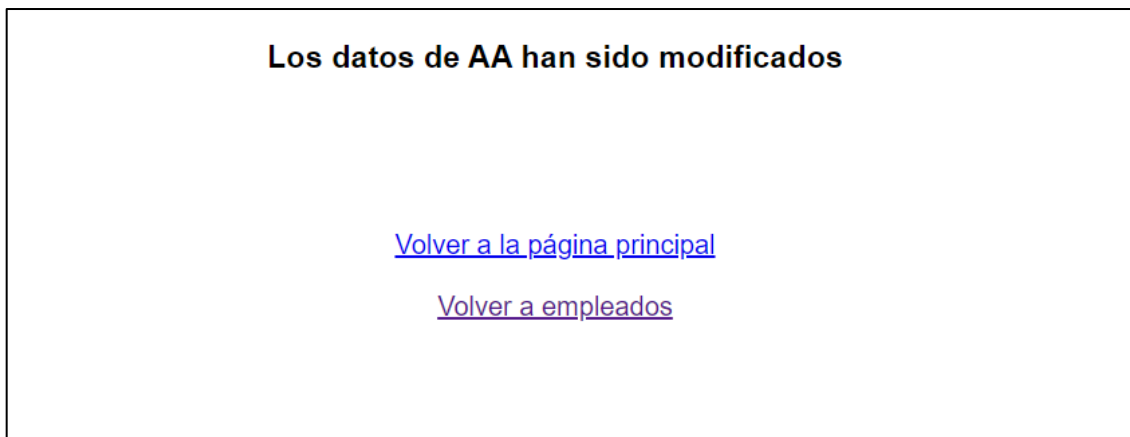 Los datos de AA han sido modificados
Volver a la página principal
Volver a empleados